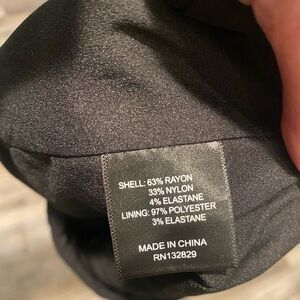 SHELL: 63% RAYON
33% NYLON
4% ELASTANE
LINING: 97% POLYESTER
3% ELASTANE
MADE IN CHINA
RN132829